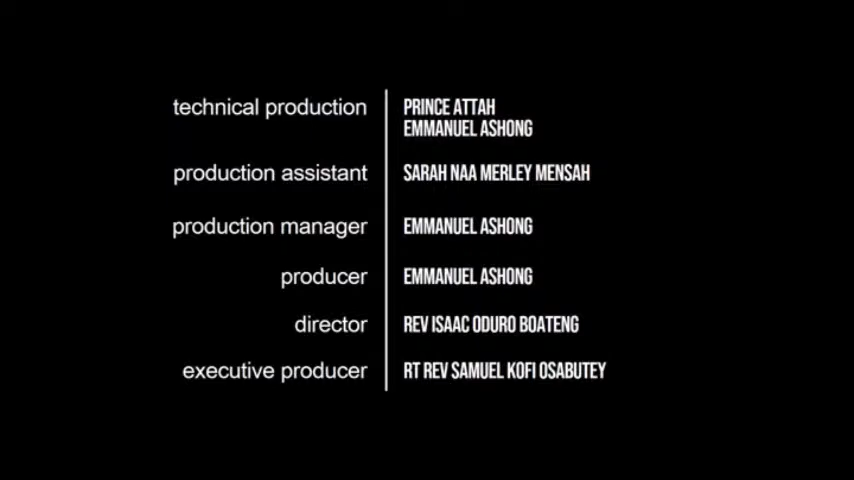 technical production PRINCE ATTAH
EMMANUEL ASHONG
production assistant SARAH NAA MERLEY MENSAH
production manager EMMANUEL ASHONG
producer EMMANUEL ASHONG
director REV ISAAC ODURO BOATENG
executive producer RT REV SAMUEL KOFI OSABUTEY